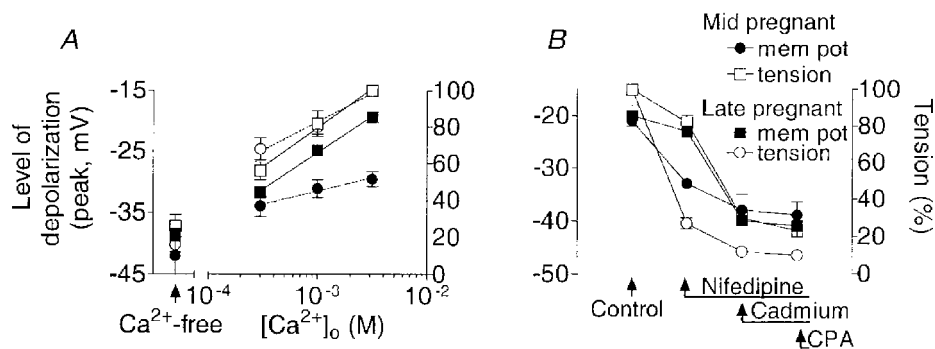 A
B
Mid pregnant
mem pot
tension
Late pregnant
mem pot
tension
Level of
depolarization
(peak, mV)
-15
-25
-35
-45
100
80
60
40
20
0
10⁻⁴
10⁻³
10⁻²
Ca²⁺-free
[Ca²⁺]ₒ (M)
-20
-30
-40
-50
100
80
60
40
20
0
Tension (%)
Control
Nifedipine
Cadmium
CPA